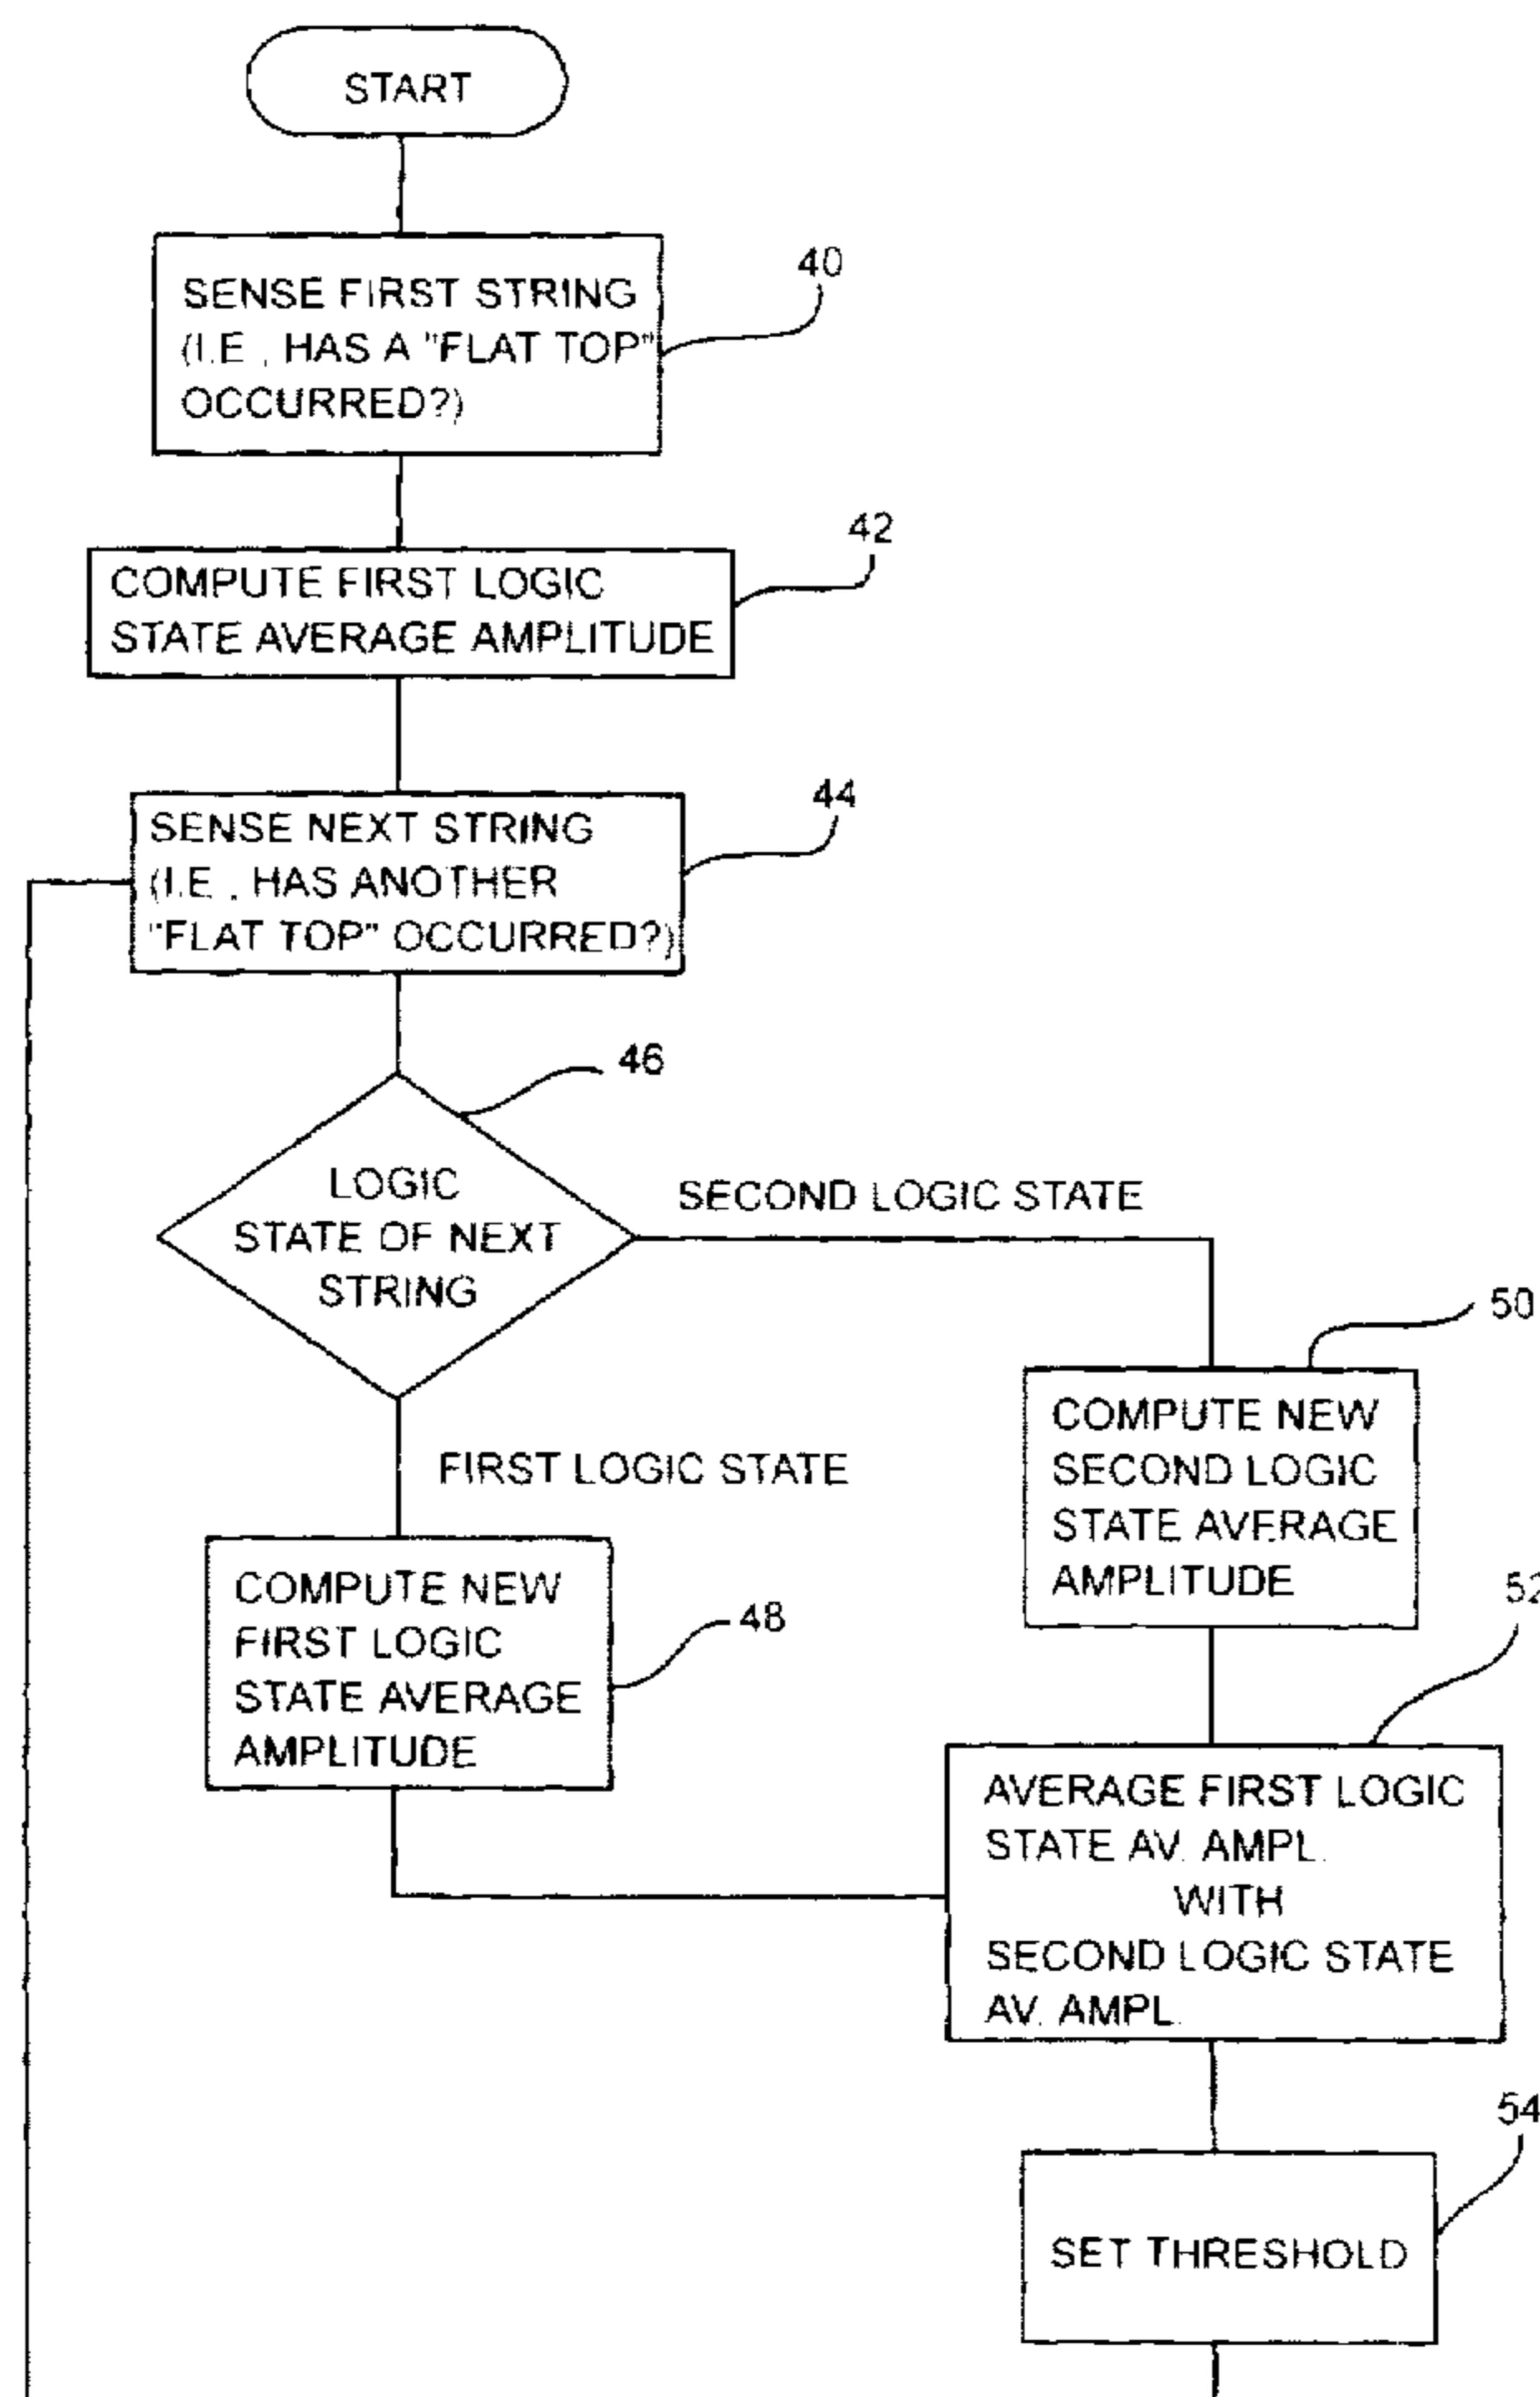 START
40
SENSE FIRST STRING
(I.E., HAS A "FLAT TOP"
OCCURRED?)
42
COMPUTE FIRST LOGIC
STATE AVERAGE AMPLITUDE
44
SENSE NEXT STRING
(I.E., HAS ANOTHER
"FLAT TOP" OCCURRED?)
46
LOGIC
STATE OF NEXT
STRING
SECOND LOGIC STATE
50
COMPUTE NEW
SECOND LOGIC
STATE AVERAGE
AMPLITUDE
FIRST LOGIC STATE
COMPUTE NEW
FIRST LOGIC
STATE AVERAGE
AMPLITUDE
48
52
AVERAGE FIRST LOGIC
STATE AV. AMPL.
WITH
SECOND LOGIC STATE
AV. AMPL.
54
SET THRESHOLD